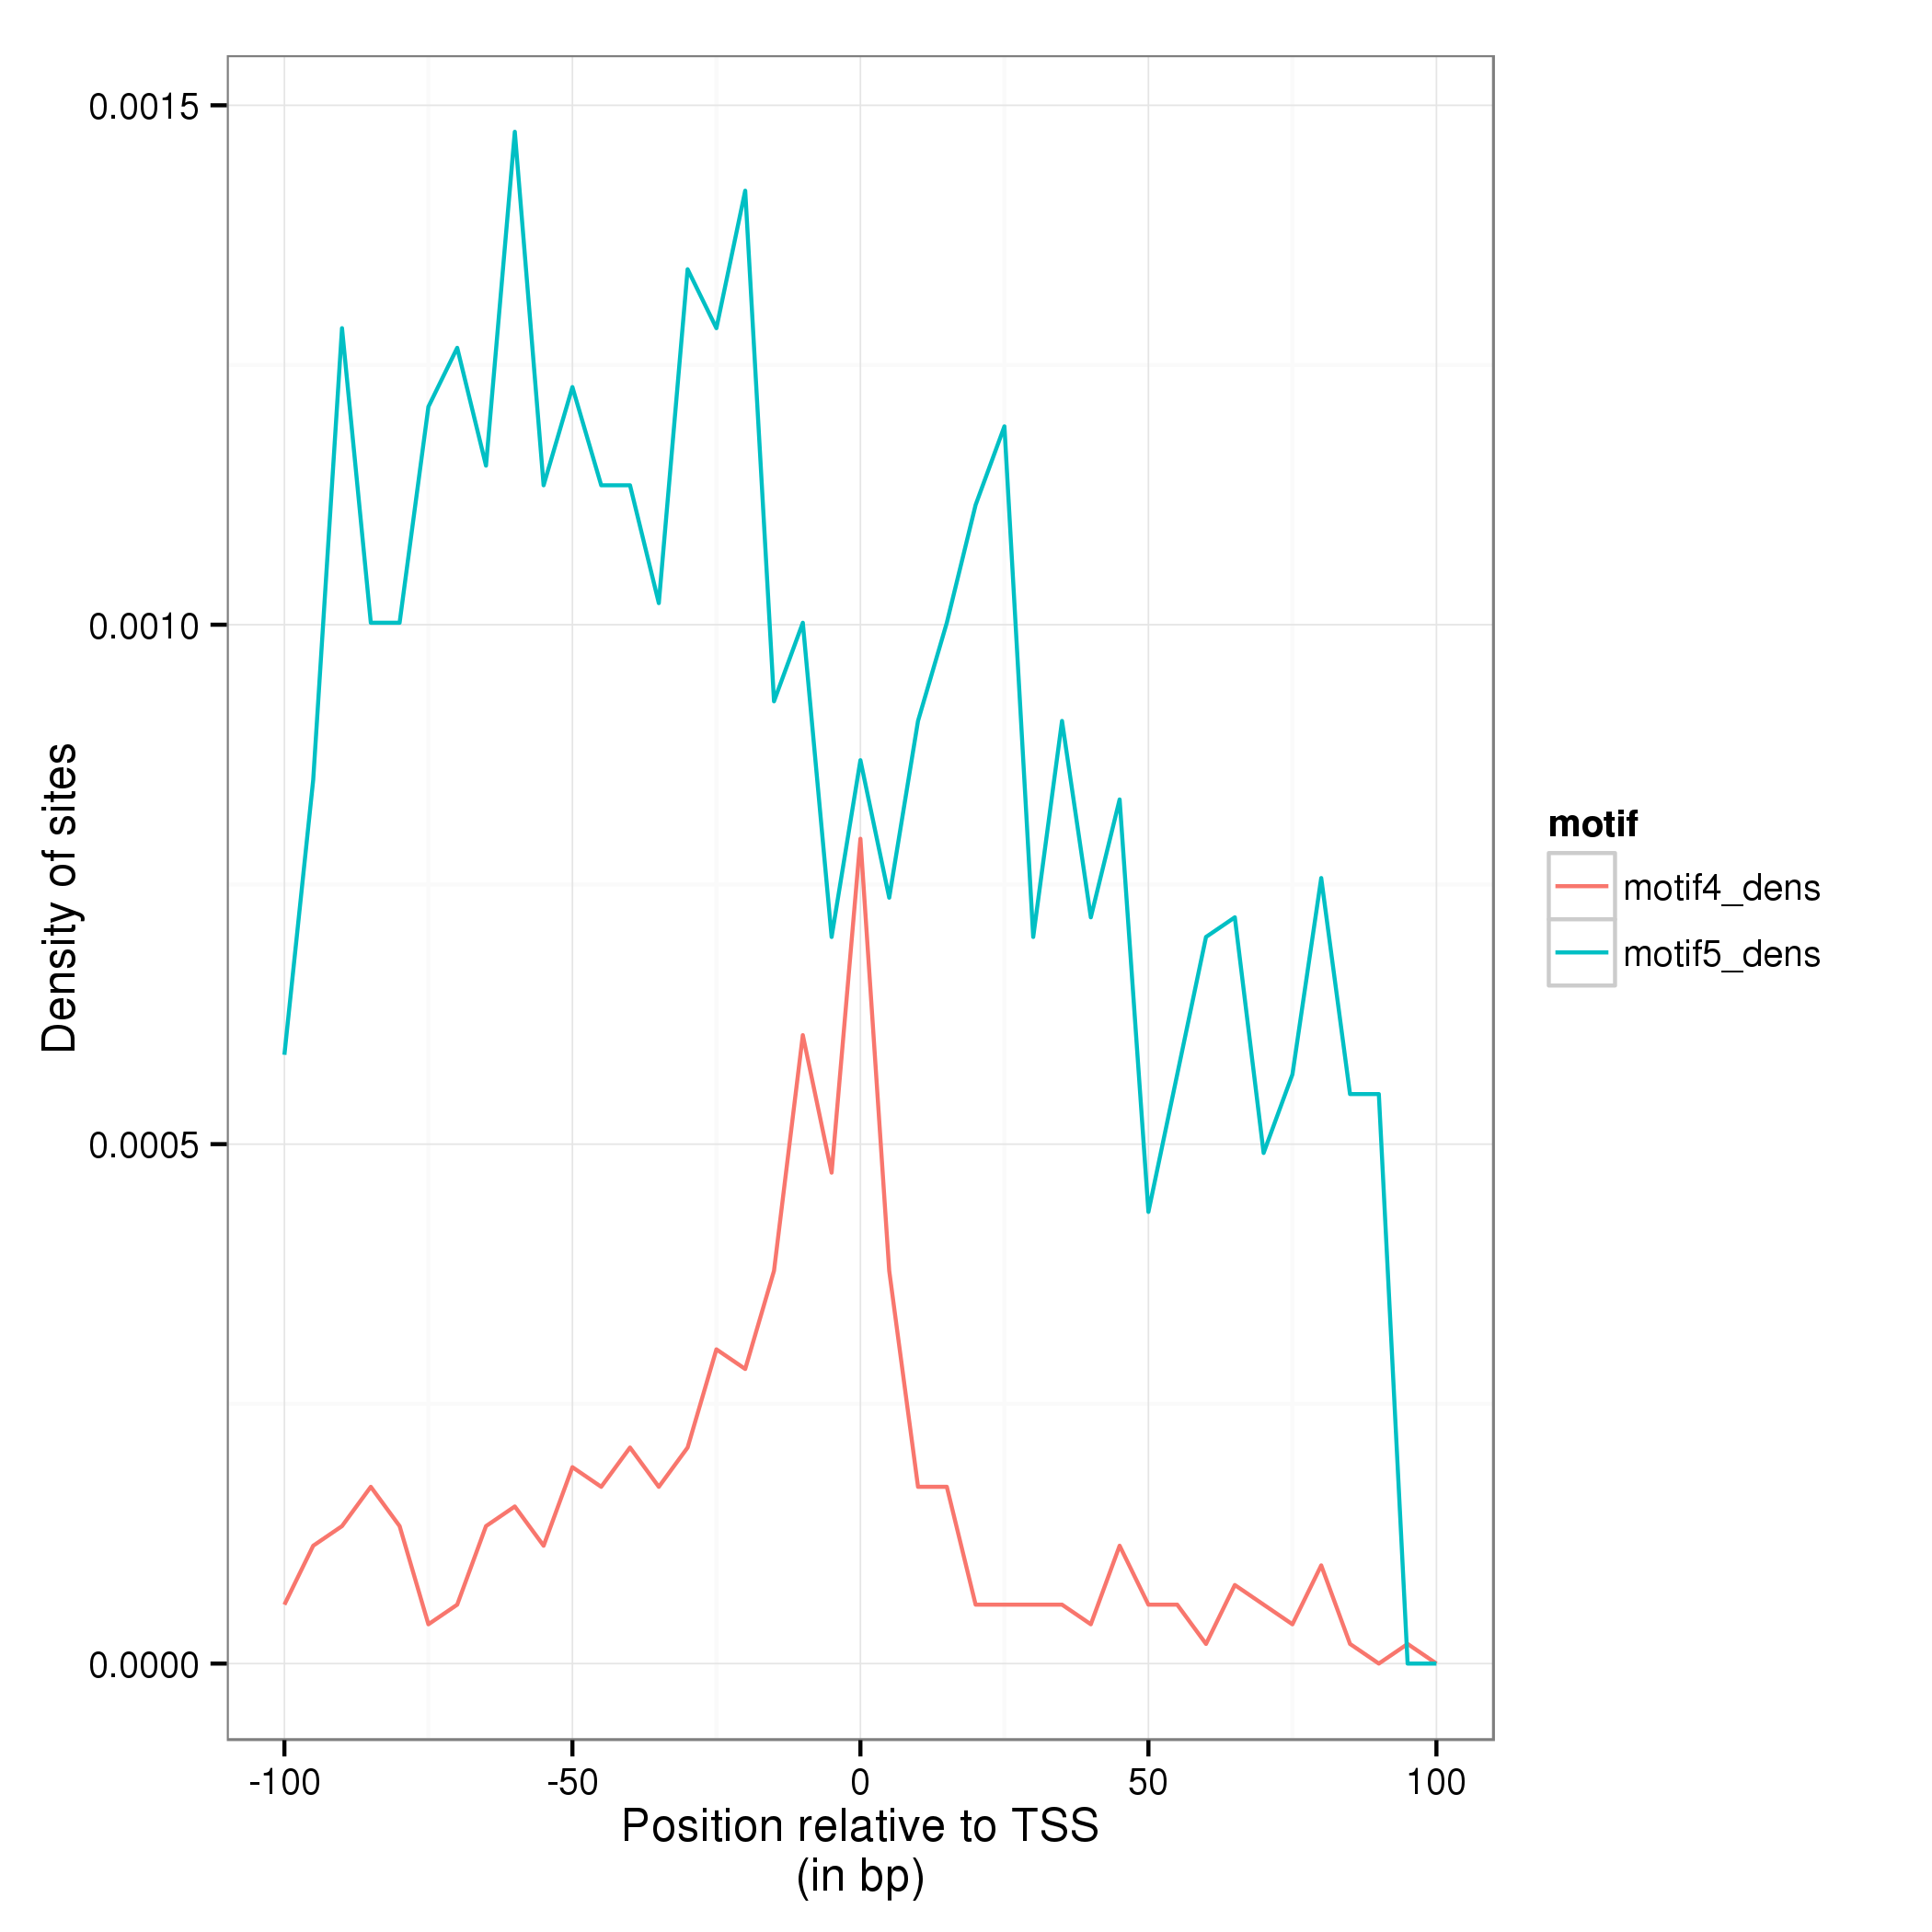 0.0015
0.0010
0.0005
0.0000
Density of sites
-100
-50
0
50
100
Position relative to TSS
(in bp)
motif
motif4_dens
motif5_dens